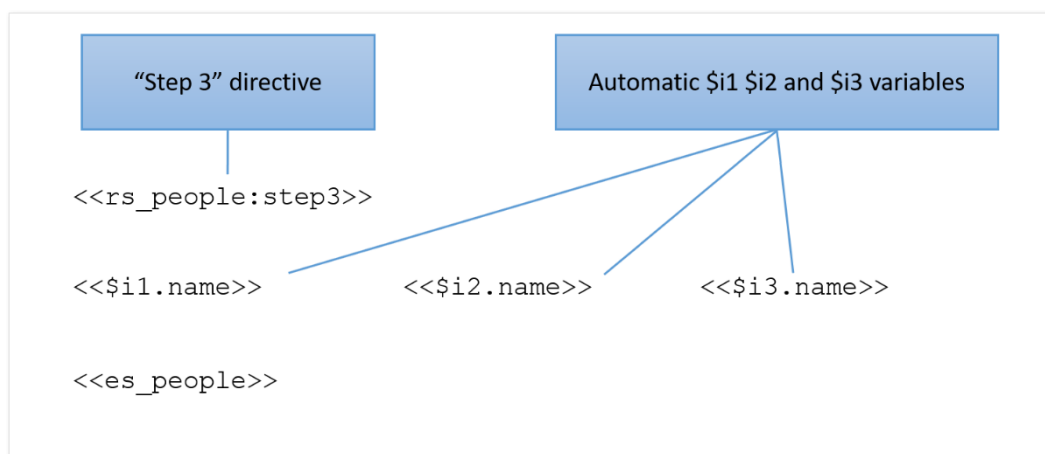 “Step 3” directive
Automatic $i1 $i2 and $i3 variables
<<rs_people:step3>>
<<$i1.name>> <<$i2.name>> <<$i3.name>>
<<es_people>>